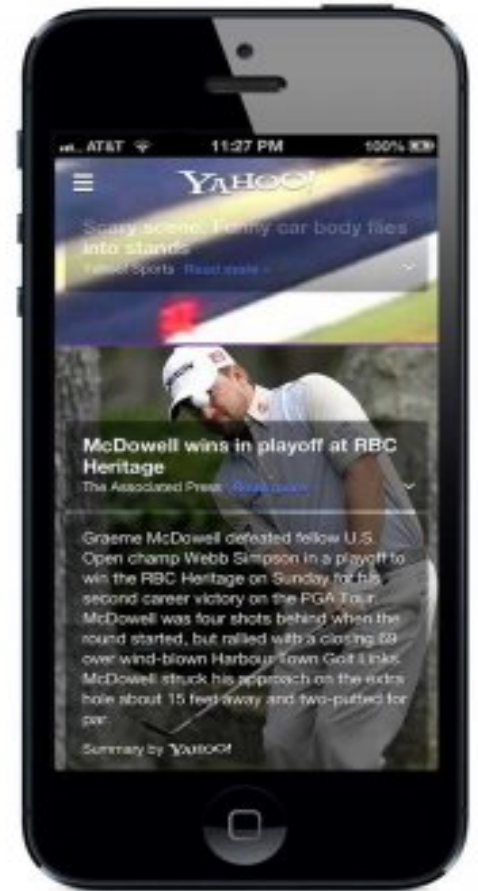 AT&T 11:27 PM 100%
YAHOO!
Scary scene: Funny car body flies
into stands
Yahoo! Sports Read more »
McDowell wins in playoff at RBC
Heritage
The Associated Press Read more
Graeme McDowell defeated fellow U.S.
Open champ Webb Simpson in a playoff to
win the RBC Heritage on Sunday for his
second career victory on the PGA Tour.
McDowell was four shots behind when the
round started, but rallied with a closing 69
over wind-blown Harbour Town Golf Links.
McDowell struck his approach on the extra
hole about 15 feet away and two-putted for
par.
Summary by YAHOO!